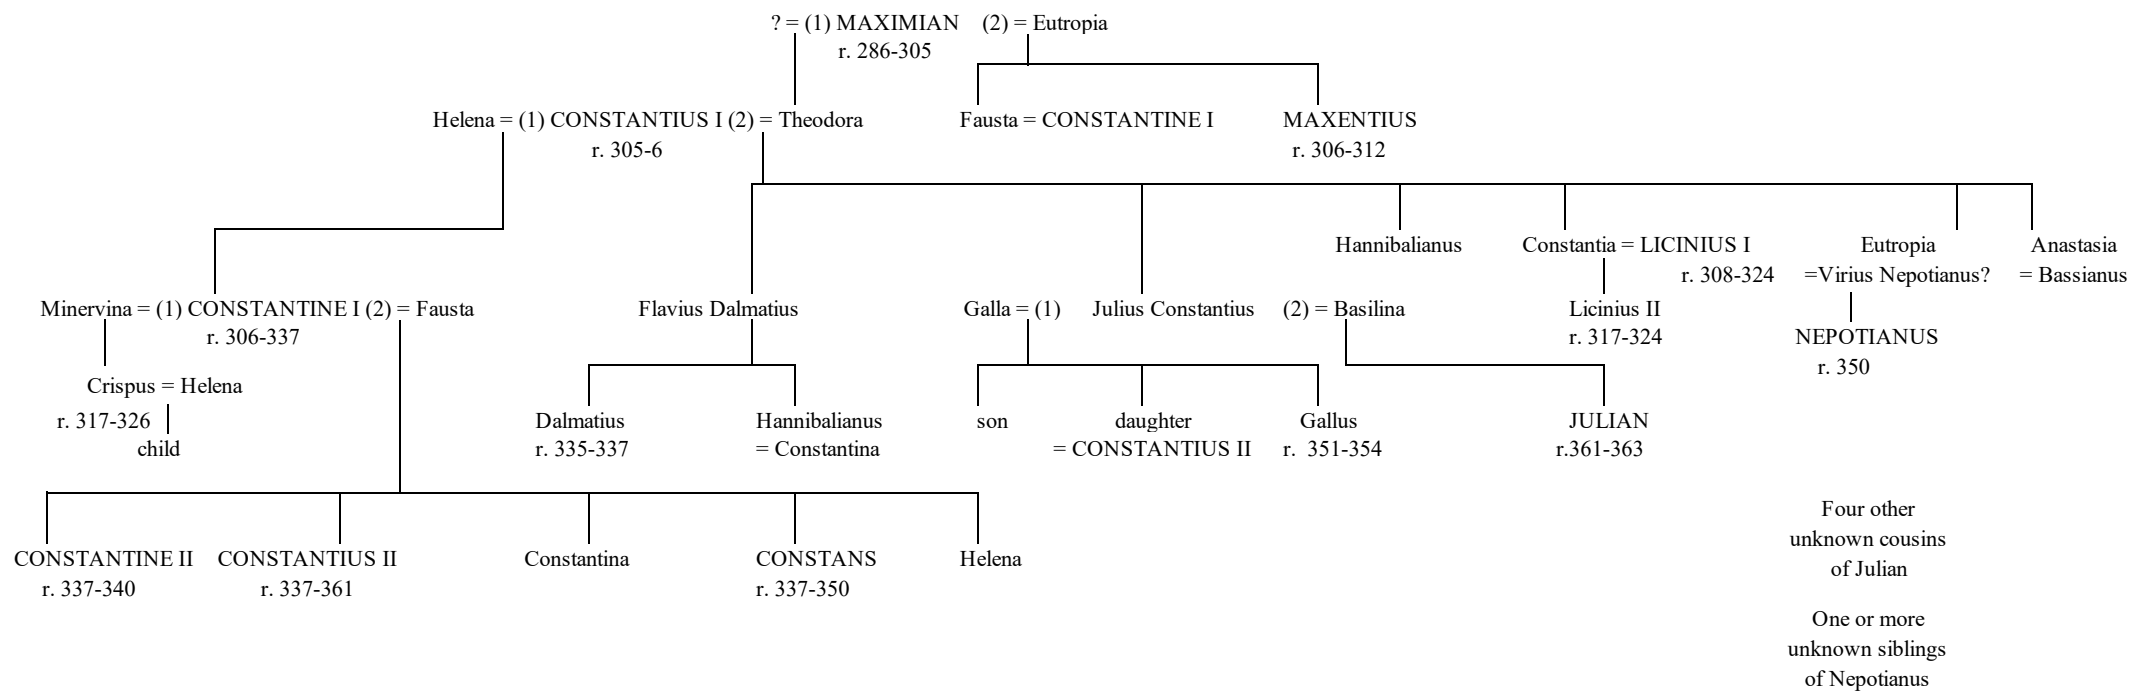 ? = (1) MAXIMIAN (2) = Eutropia
r. 286-305
Helena = (1) CONSTANTIUS I (2) = Theodora
Fausta = CONSTANTINE I
MAXENTIUS
r. 305-6
r. 306-312
Hannibalianus
Constantia = LICINIUS I
Eutropia
Anastasia
r. 308-324
=Virius Nepotianus?
= Bassianus
Minervina = (1) CONSTANTINE I (2) = Fausta
Flavius Dalmatius
Galla = (1) Julius Constantius (2) = Basilina
Licinius II
r. 306-337
r. 317-324
NEPOTIANUS
r. 350
Crispus = Helena
r. 317-326
child
Dalmatius
r. 335-337
Hannibalianus
= Constantina
son
daughter
= CONSTANTIUS II
Gallus
r. 351-354
JULIAN
r.361-363
CONSTANTINE II
r. 337-340
CONSTANTIUS II
r. 337-361
Constantina
CONSTANS
r. 337-350
Helena
Four other
unknown cousins
of Julian
One or more
unknown siblings
of Nepotianus